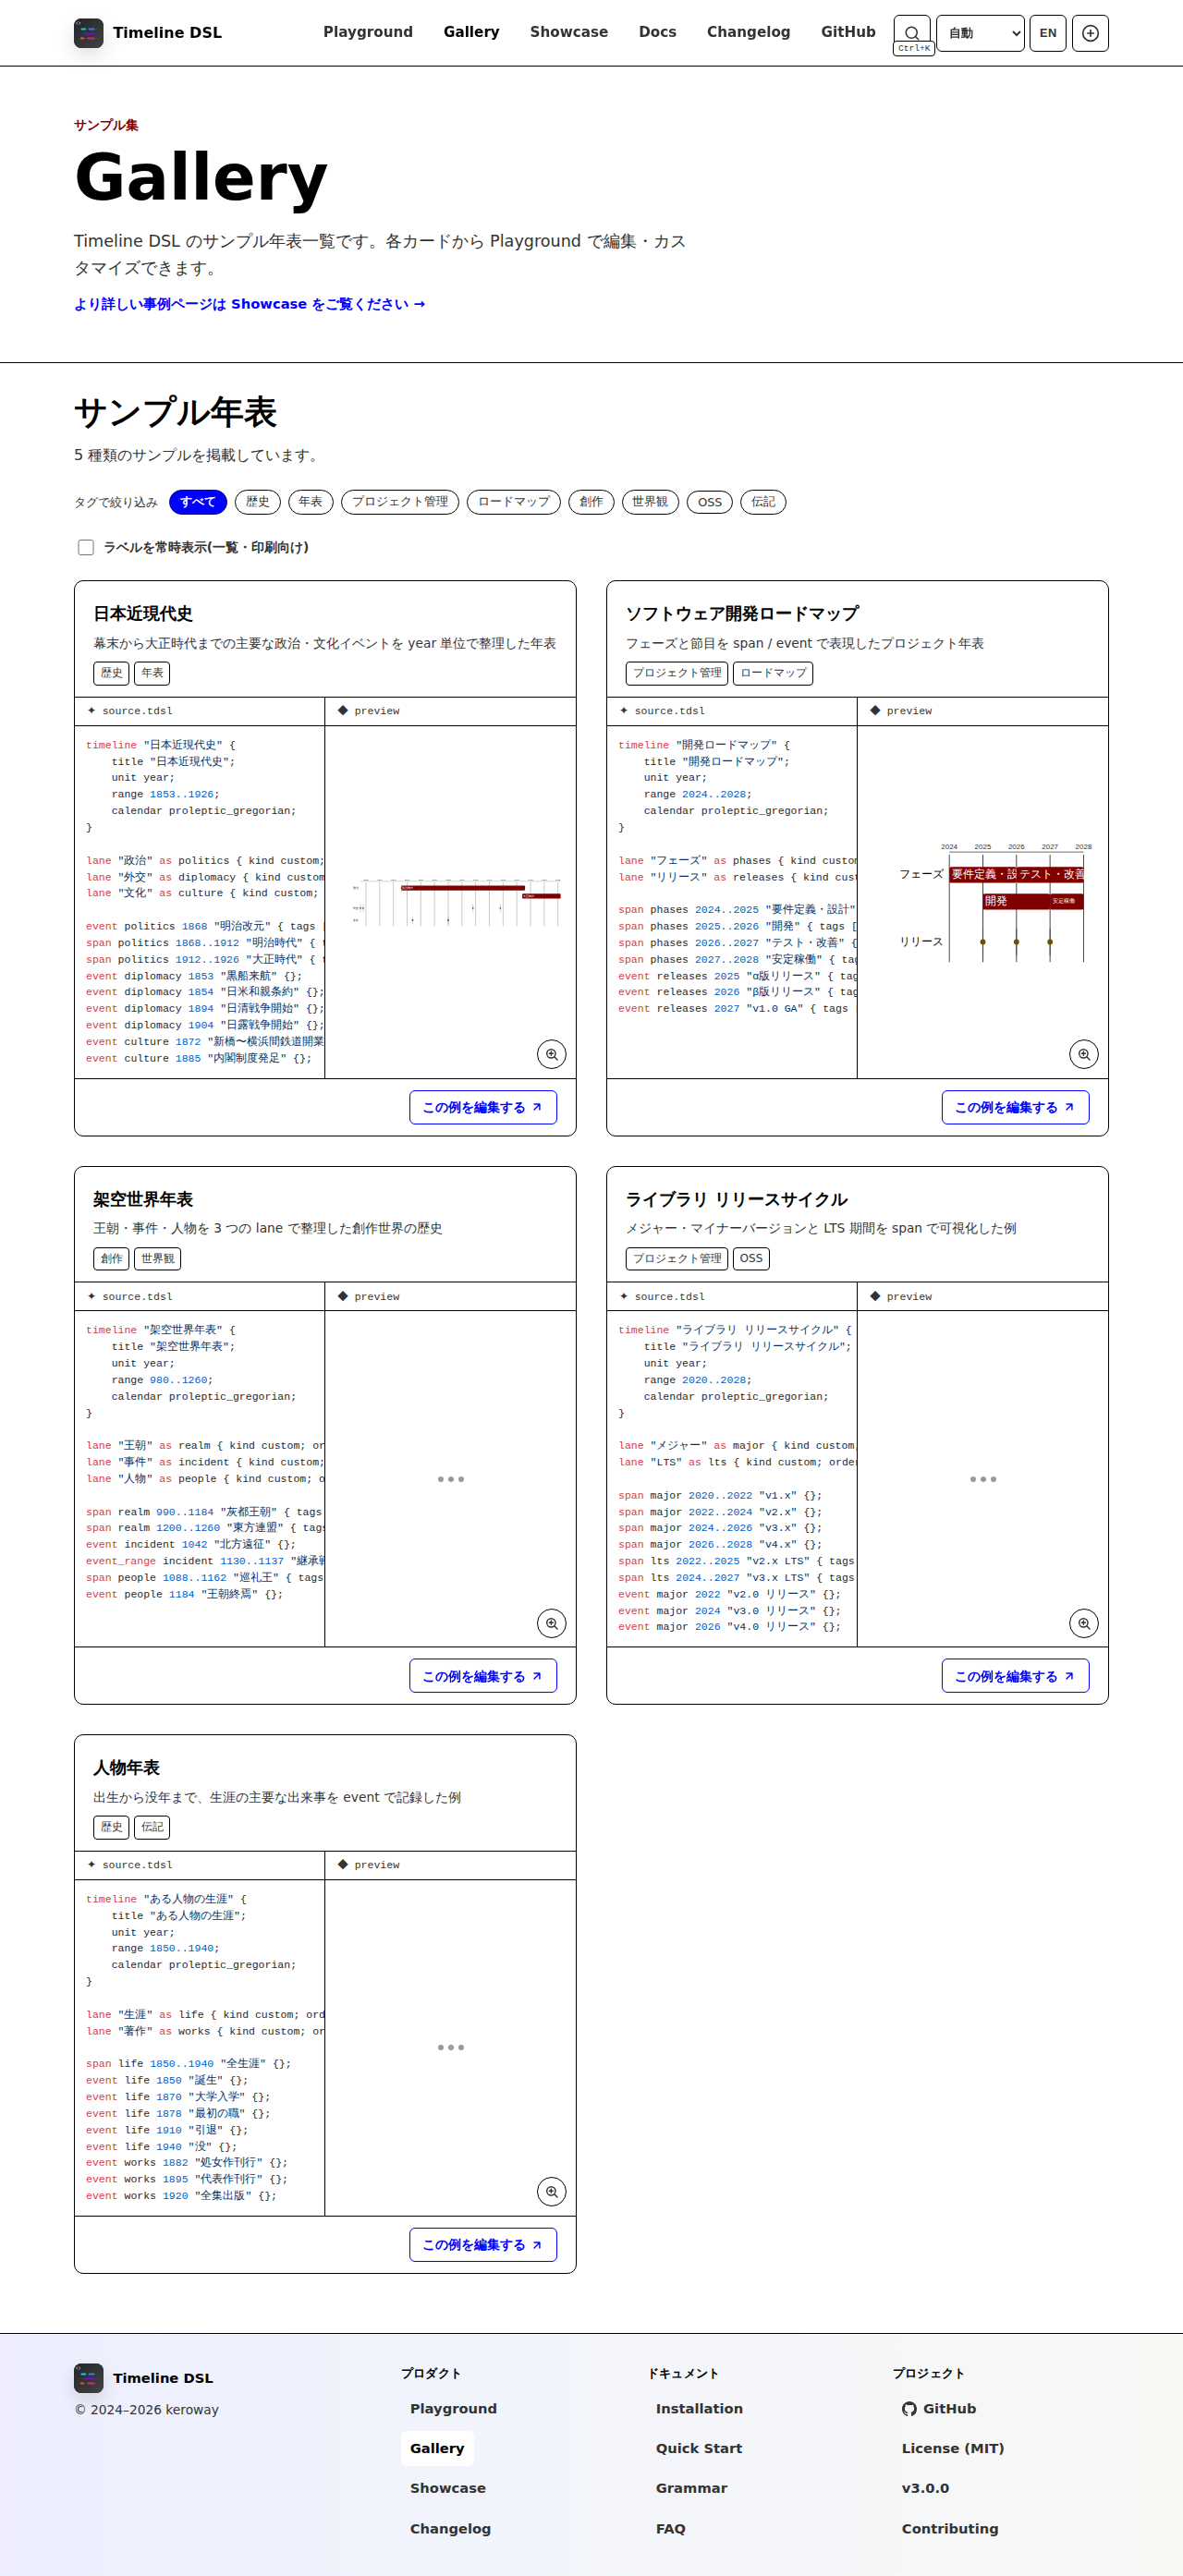 Timeline DSL
Playground
Gallery
Showcase
Docs
Changelog
GitHub
Ctrl+K
自動
EN
サンプル集
Gallery
Timeline DSL のサンプル年表一覧です。各カードから Playground で編集・カス
タマイズできます。
より詳しい事例ページは Showcase をご覧ください →
サンプル年表
5 種類のサンプルを掲載しています。
タグで絞り込み
すべて
歴史
年表
プロジェクト管理
ロードマップ
創作
世界観
OSS
伝記
ラベルを常時表示(一覧・印刷向け)
日本近現代史
幕末から大正時代までの主要な政治・文化イベントを year 単位で整理した年表
歴史
年表
✦ source.tdsl
◆ preview
timeline "日本近現代史" {
title "日本近現代史";
unit year;
range 1853..1926;
calendar proleptic_gregorian;
}
lane "政治" as politics { kind custom;
lane "外交" as diplomacy { kind custom
lane "文化" as culture { kind custom;
event politics 1868 "明治改元" { tags [
span politics 1868..1912 "明治時代" { t
span politics 1912..1926 "大正時代" { t
event diplomacy 1853 "黒船来航" {};
event diplomacy 1854 "日米和親条約" {};
event diplomacy 1894 "日清戦争開始" {};
event diplomacy 1904 "日露戦争開始" {};
event culture 1872 "新橋〜横浜間鉄道開業
event culture 1885 "内閣制度発足" {};
この例を編集する
ソフトウェア開発ロードマップ
フェーズと節目を span / event で表現したプロジェクト年表
プロジェクト管理
ロードマップ
✦ source.tdsl
◆ preview
timeline "開発ロードマップ" {
title "開発ロードマップ";
unit year;
range 2024..2028;
calendar proleptic_gregorian;
}
lane "フェーズ" as phases { kind custom
lane "リリース" as releases { kind cust
span phases 2024..2025 "要件定義・設計"
span phases 2025..2026 "開発" { tags [
span phases 2026..2027 "テスト・改善" {
span phases 2027..2028 "安定稼働" { tag
event releases 2025 "α版リリース" { tag
event releases 2026 "β版リリース" { tag
event releases 2027 "v1.0 GA" { tags [
2024
2025
2026
2027
2028
フェーズ
要件定義・設
テスト・改善
開発
安定稼働
リリース
この例を編集する
架空世界年表
王朝・事件・人物を 3 つの lane で整理した創作世界の歴史
創作
世界観
✦ source.tdsl
◆ preview
timeline "架空世界年表" {
title "架空世界年表";
unit year;
range 980..1260;
calendar proleptic_gregorian;
}
lane "王朝" as realm { kind custom; or
lane "事件" as incident { kind custom;
lane "人物" as people { kind custom; o
span realm 990..1184 "灰都王朝" { tags
span realm 1200..1260 "東方連盟" { tags
event incident 1042 "北方遠征" {};
event_range incident 1130..1137 "継承戦
span people 1088..1162 "巡礼王" { tags
event people 1184 "王朝終焉" {};
この例を編集する
ライブラリ リリースサイクル
メジャー・マイナーバージョンと LTS 期間を span で可視化した例
プロジェクト管理
OSS
✦ source.tdsl
◆ preview
timeline "ライブラリ リリースサイクル" {
title "ライブラリ リリースサイクル";
unit year;
range 2020..2028;
calendar proleptic_gregorian;
}
lane "メジャー" as major { kind custom;
lane "LTS" as lts { kind custom; order
span major 2020..2022 "v1.x" {};
span major 2022..2024 "v2.x" {};
span major 2024..2026 "v3.x" {};
span major 2026..2028 "v4.x" {};
span lts 2022..2025 "v2.x LTS" { tags
span lts 2024..2027 "v3.x LTS" { tags
event major 2022 "v2.0 リリース" {};
event major 2024 "v3.0 リリース" {};
event major 2026 "v4.0 リリース" {};
この例を編集する
人物年表
出生から没年まで、生涯の主要な出来事を event で記録した例
歴史
伝記
✦ source.tdsl
◆ preview
timeline "ある人物の生涯" {
title "ある人物の生涯";
unit year;
range 1850..1940;
calendar proleptic_gregorian;
}
lane "生涯" as life { kind custom; ord
lane "著作" as works { kind custom; or
span life 1850..1940 "全生涯" {};
event life 1850 "誕生" {};
event life 1870 "大学入学" {};
event life 1878 "最初の職" {};
event life 1910 "引退" {};
event life 1940 "没" {};
event works 1882 "処女作刊行" {};
event works 1895 "代表作刊行" {};
event works 1920 "全集出版" {};
この例を編集する
Timeline DSL
© 2024–2026 keroway
プロダクト
Playground
Gallery
Showcase
Changelog
ドキュメント
Installation
Quick Start
Grammar
FAQ
プロジェクト
GitHub
License (MIT)
v3.0.0
Contributing